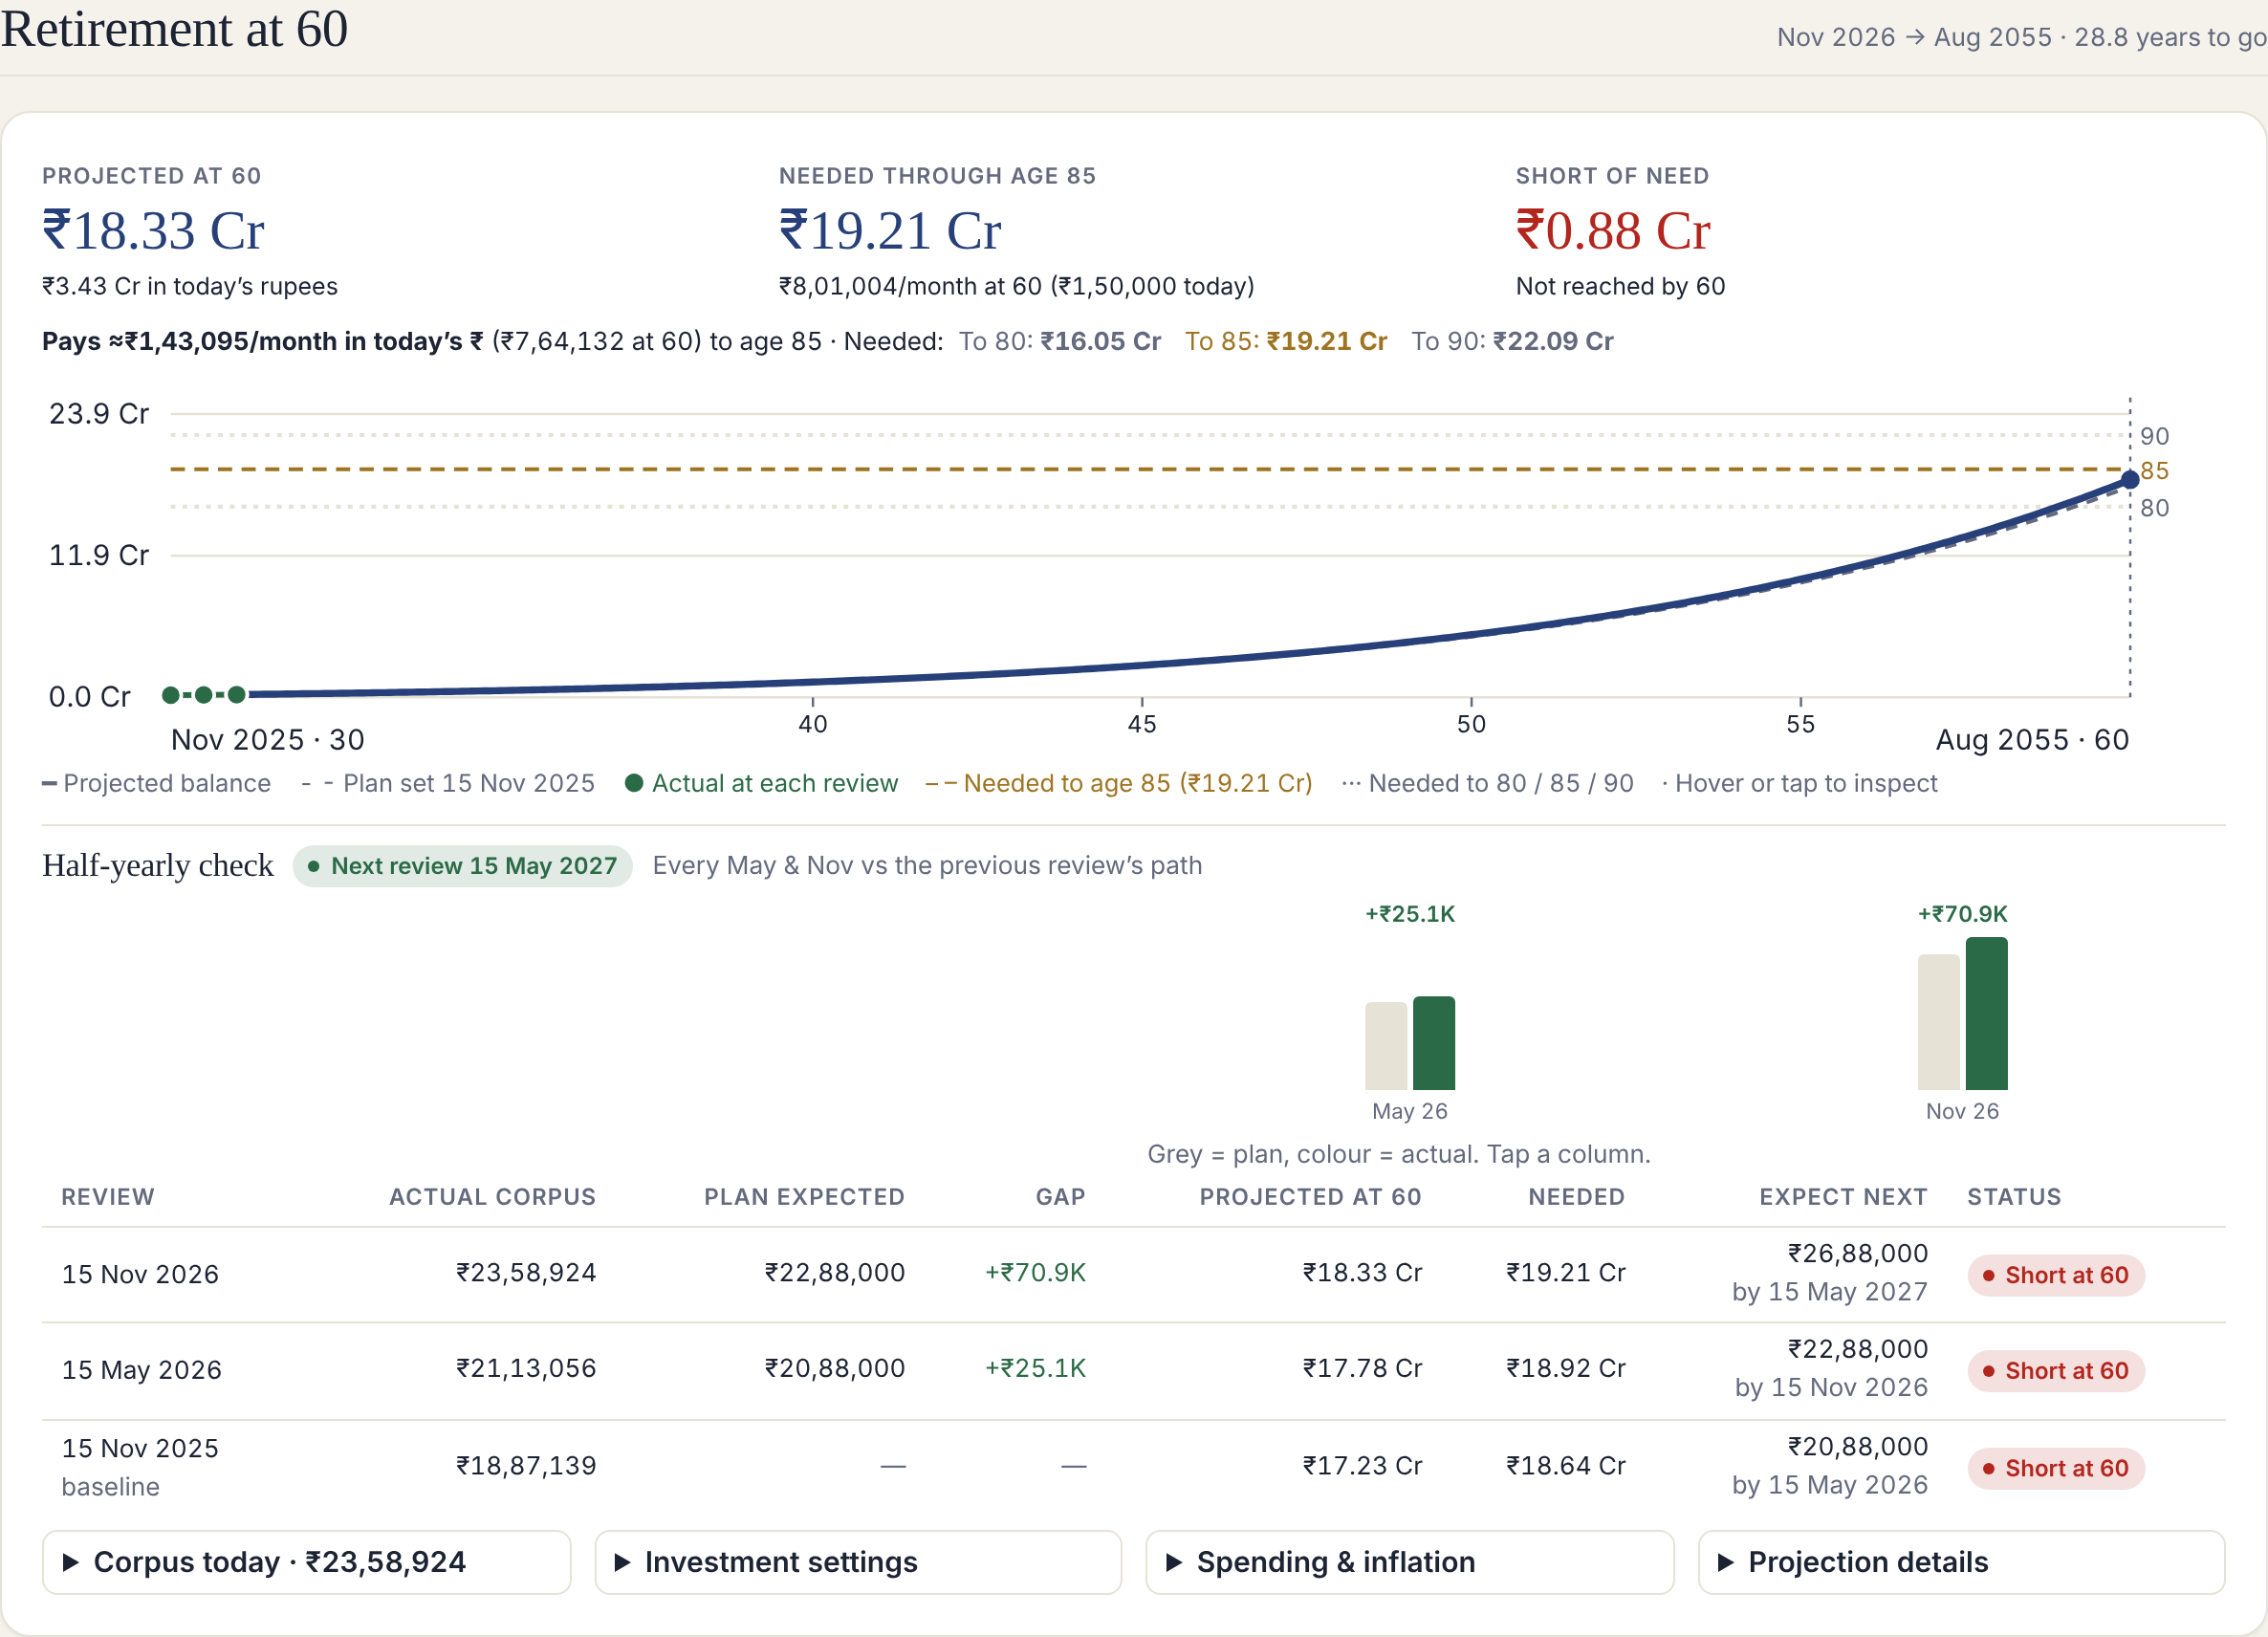 Retirement at 60
Nov 2026 → Aug 2055 · 28.8 years to go
PROJECTED AT 60
₹18.33 Cr
₹3.43 Cr in today’s rupees
NEEDED THROUGH AGE 85
₹19.21 Cr
₹8,01,004/month at 60 (₹1,50,000 today)
SHORT OF NEED
₹0.88 Cr
Not reached by 60
Pays ≈₹1,43,095/month in today’s ₹ (₹7,64,132 at 60) to age 85 · Needed: To 80: ₹16.05 Cr To 85: ₹19.21 Cr To 90: ₹22.09 Cr
23.9 Cr
90
85
80
11.9 Cr
0.0 Cr
40 45 50 55
Nov 2025 · 30 Aug 2055 · 60
Projected balance - - Plan set 15 Nov 2025 Actual at each review – – Needed to age 85 (₹19.21 Cr) ··· Needed to 80 / 85 / 90 · Hover or tap to inspect
Half-yearly check Next review 15 May 2027 Every May & Nov vs the previous review’s path
+₹25.1K +₹70.9K
May 26 Nov 26
Grey = plan, colour = actual. Tap a column.
REVIEW ACTUAL CORPUS PLAN EXPECTED GAP PROJECTED AT 60 NEEDED EXPECT NEXT STATUS
15 Nov 2026 ₹23,58,924 ₹22,88,000 +₹70.9K ₹18.33 Cr ₹19.21 Cr ₹26,88,000 Short at 60
by 15 May 2027
15 May 2026 ₹21,13,056 ₹20,88,000 +₹25.1K ₹17.78 Cr ₹18.92 Cr ₹22,88,000 Short at 60
by 15 Nov 2026
15 Nov 2025 ₹18,87,139 — — ₹17.23 Cr ₹18.64 Cr ₹20,88,000 Short at 60
baseline by 15 May 2026
▶ Corpus today · ₹23,58,924
▶ Investment settings
▶ Spending & inflation
▶ Projection details